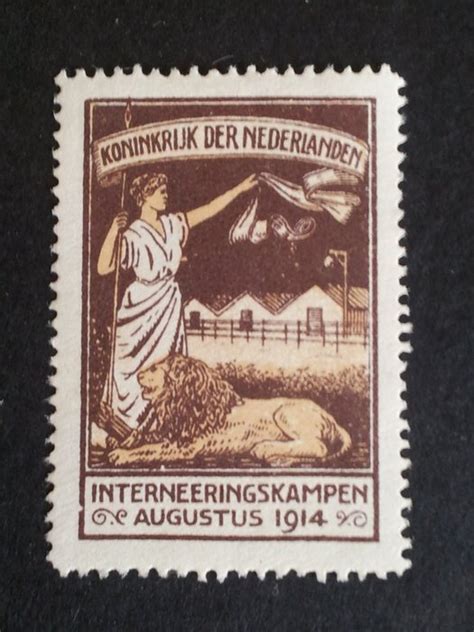 KONINKRIJK DER NEDERLANDEN
INTERNEERINGSKAMPEN
AUGUSTUS 1914